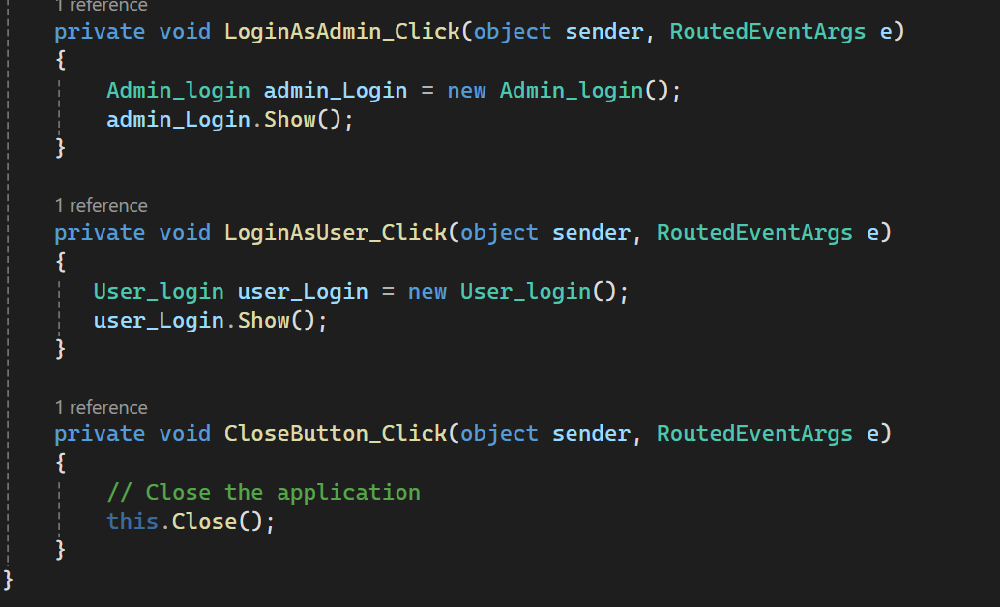 1 reference
private void LoginAsAdmin_Click(object sender, RoutedEventArgs e)
{
Admin_login admin_Login = new Admin_login();
admin_Login.Show();
}
1 reference
private void LoginAsUser_Click(object sender, RoutedEventArgs e)
{
User_login user_Login = new User_login();
user_Login.Show();
}
1 reference
private void CloseButton_Click(object sender, RoutedEventArgs e)
{
// Close the application
this.Close();
}
}